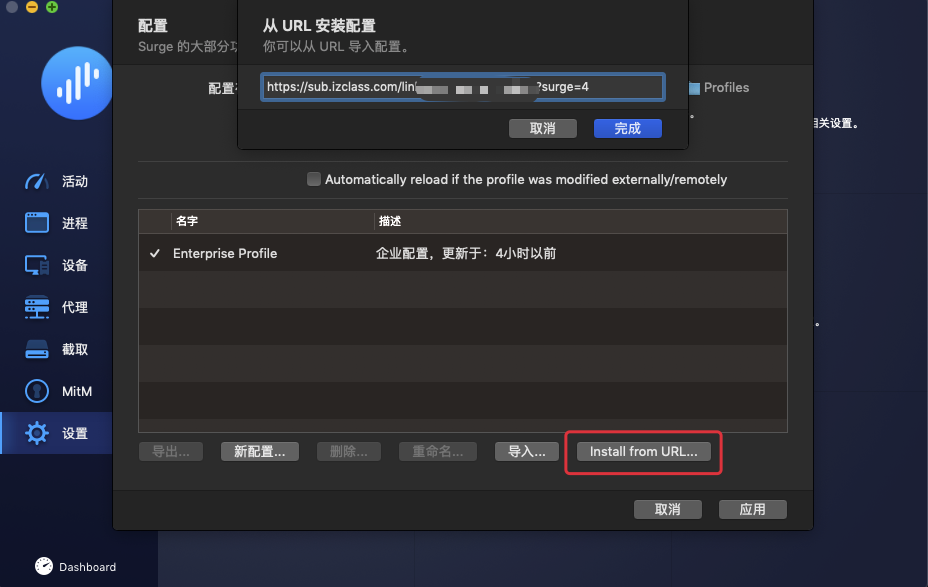 配置
Surge 的大部分功
从 URL 安装配置
你可以从 URL 导入配置。
https://sub.izclass.com/lin
?surge=4
取消
完成
Profiles
相关设置。
Automatically reload if the profile was modified externally/remotely
名字
描述
Enterprise Profile
企业配置，更新于：4小时以前
导出...
新配置...
删除...
重命名...
导入...
Install from URL...
取消
应用
活动
进程
设备
代理
截取
MitM
设置
Dashboard